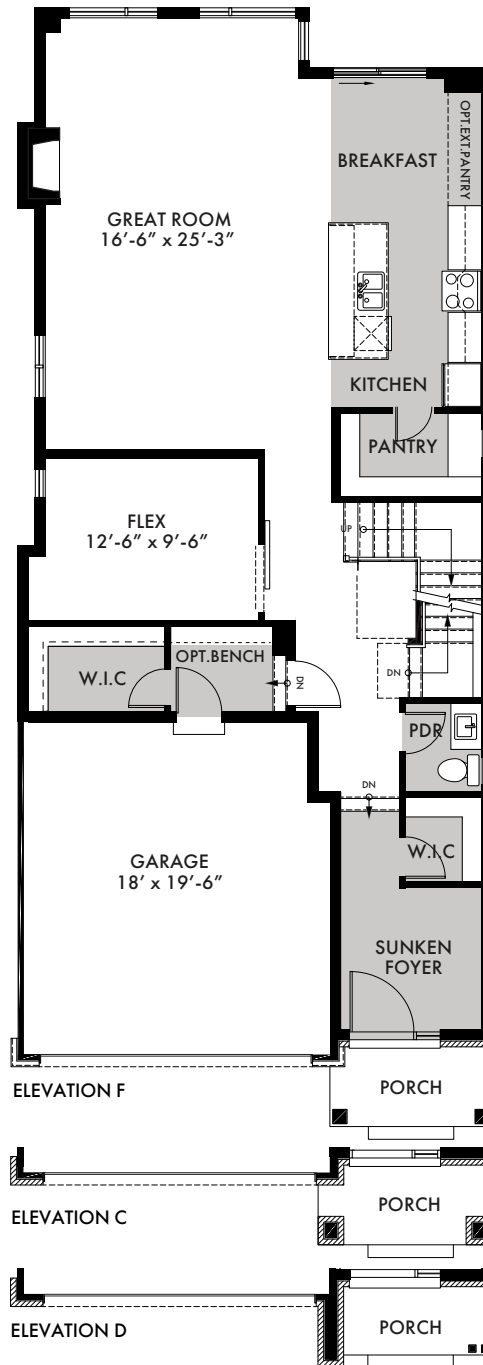 OPT.EXT.PANTRY
BREAKFAST
GREAT ROOM
16'-6" x 25'-3"
KITCHEN
PANTRY
FLEX
12'-6" x 9'-6"
UP
OPT.BENCH
W.I.C
DN
DN
PDR
DN
GARAGE
18' x 19'-6"
W.I.C
SUNKEN
FOYER
ELEVATION F
PORCH
ELEVATION C
PORCH
ELEVATION D
PORCH